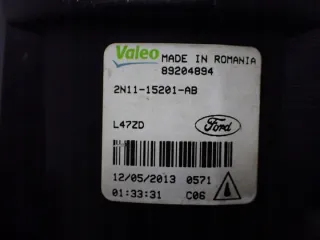 Valeo MADE IN ROMANIA
89204894
2N11-15201-AB
L47ZD Ford
12/05/2013 0571
01:33:31 C06